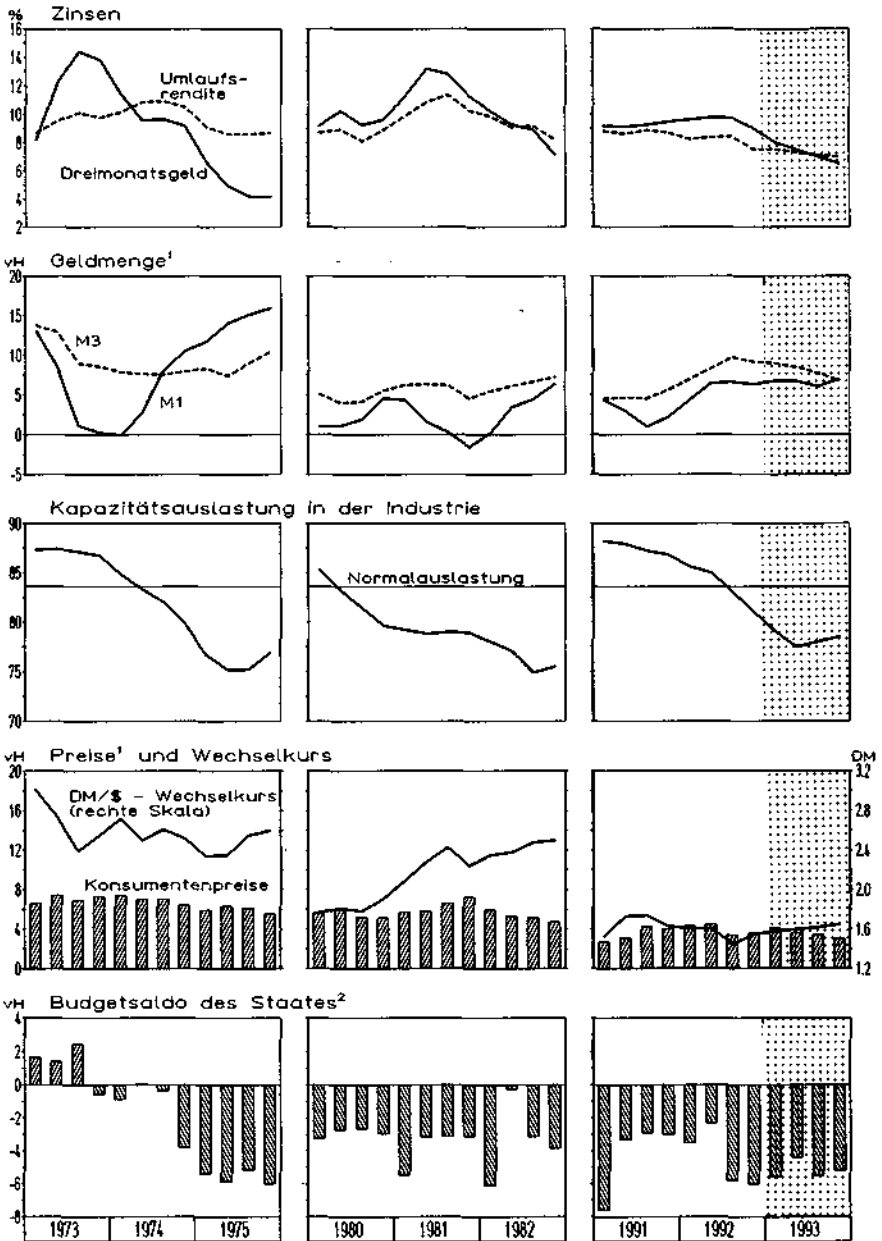 % Zinsen
16
14
12
10
8
6
4
2
Umlaufs-
rendite
Dreimonatsgeld
vH Geldmenge¹
20
15
10
5
0
-5
M3
M1
Kapazitätsauslastung in der Industrie
90
85
80
75
70
Normalauslastung
vH Preise¹ und Wechselkurs DM
20
16
12
8
4
0
DM/$ - Wechselkurs
(rechte Skala)
Konsumentenpreise
3.2
2.8
2.4
2.0
1.6
1.2
vH Budgetsaldo des Staates²
4
2
0
-2
-4
-6
-8
1973 1974 1975 1980 1981 1982 1991 1992 1993